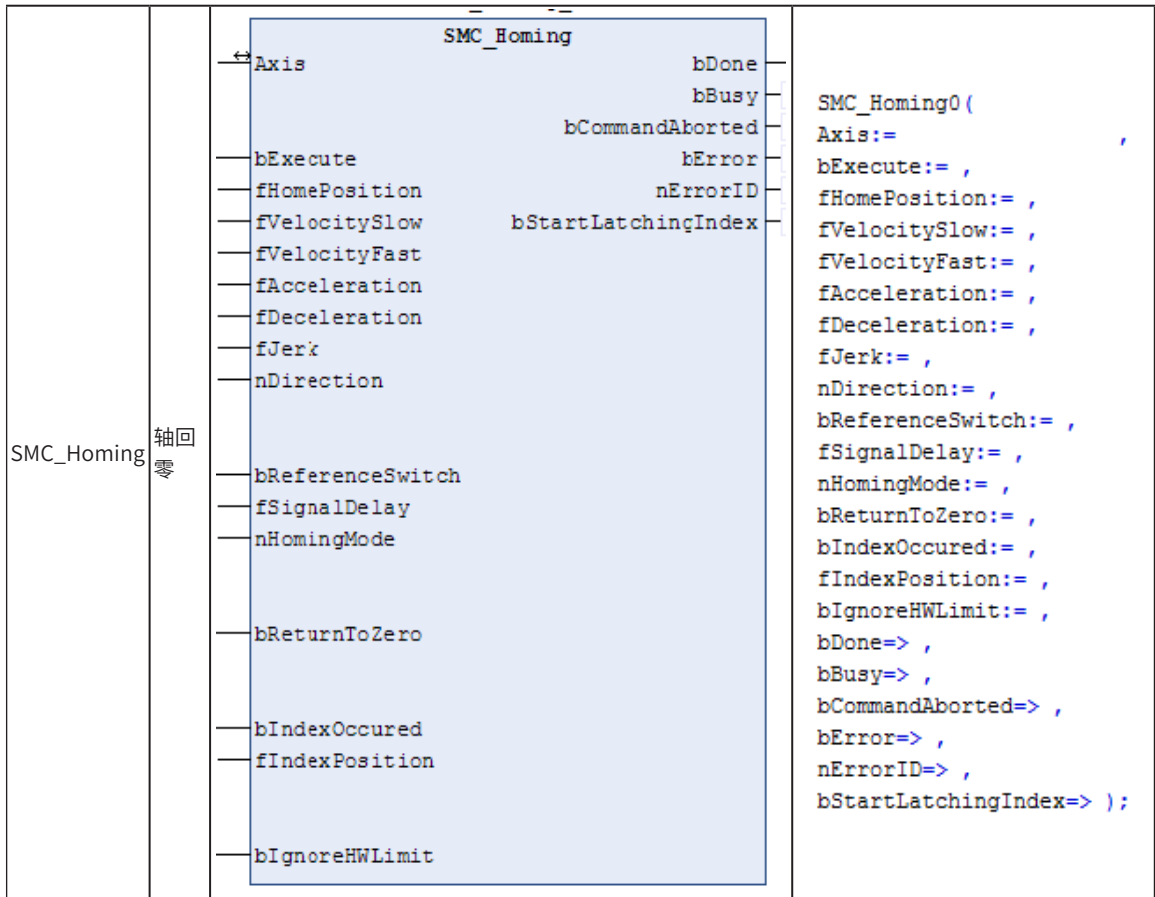 SMC_Homing
轴回
零
SMC_Homing
Axis
bDone
bBusy
bCommandAborted
bExecute
bError
fHomePosition
nErrorID
fVelocitySlow
bStartLatchingIndex
fVelocityFast
fAcceleration
fDeceleration
fJerk
nDirection
bReferenceSwitch
fSignalDelay
nHomingMode
bReturnToZero
bIndexOccured
fIndexPosition
bIgnoreHWLimit
SMC_Homing0(
Axis:= ,
bExecute:= ,
fHomePosition:= ,
fVelocitySlow:= ,
fVelocityFast:= ,
fAcceleration:= ,
fDeceleration:= ,
fJerk:= ,
nDirection:= ,
bReferenceSwitch:= ,
fSignalDelay:= ,
nHomingMode:= ,
bReturnToZero:= ,
bIndexOccured:= ,
fIndexPosition:= ,
bIgnoreHWLimit:= ,
bDone=> ,
bBusy=> ,
bCommandAborted=> ,
bError=> ,
nErrorID=> ,
bStartLatchingIndex=> );